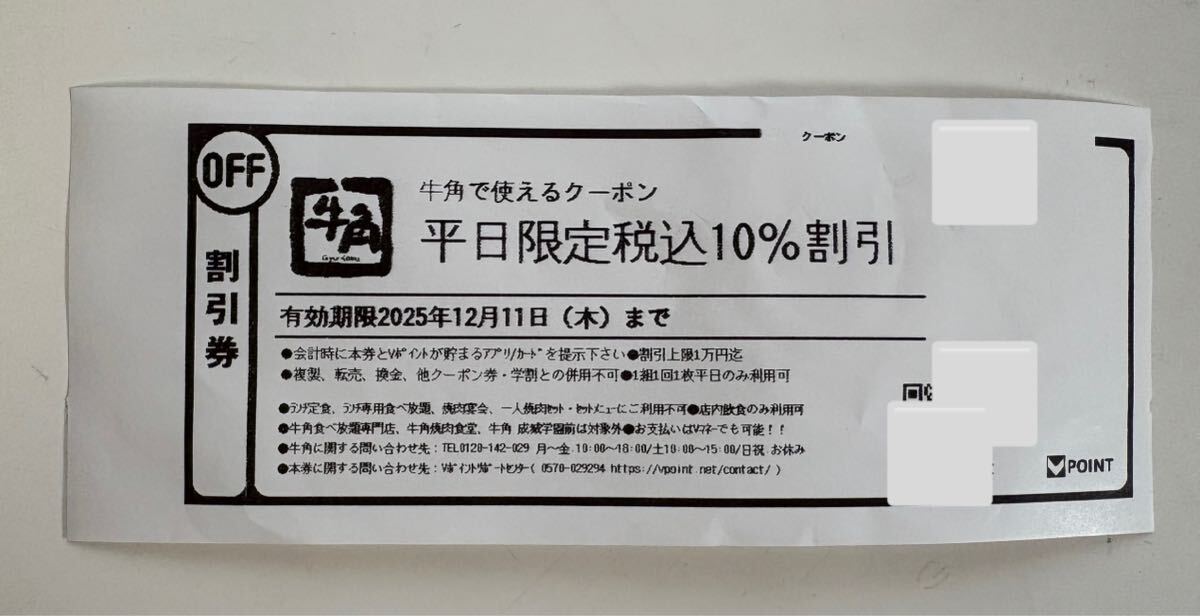 クーポン
OFF
割引券
牛角
Gyu-Kaku
牛角で使えるクーポン
平日限定税込10%割引
有効期限2025年12月11日（木）まで
●会計時に本券とVﾎﾟｲﾝﾄが貯まるｱﾌﾟﾘ/ｶｰﾄﾞを提示下さい●割引上限1万円迄
●複製、転売、換金、他クーポン券・学割との併用不可●1組1回1枚平日のみ利用可
●ﾗﾝﾁ定食、ﾗﾝﾁ専用食べ放題、焼肉宴会、一人焼肉ｾｯﾄ・ｾｯﾄﾒﾆｭｰにご利用不可●店内飲食のみ利用可
●牛角食べ放題専門店、牛角焼肉食堂、牛角 成城学園前は対象外●お支払いはVﾏﾈｰでも可能！！
●牛角に関する問い合わせ先：TEL0120-142-029 月～金.10:00～18:00/土10:00～15:00/日祝.お休み
●本券に関する問い合わせ先：Vﾎﾟｲﾝﾄｻﾎﾟｰﾄｾﾝﾀｰ( 0570-029294 https://vpoint.net/contact/ )
VPOINT